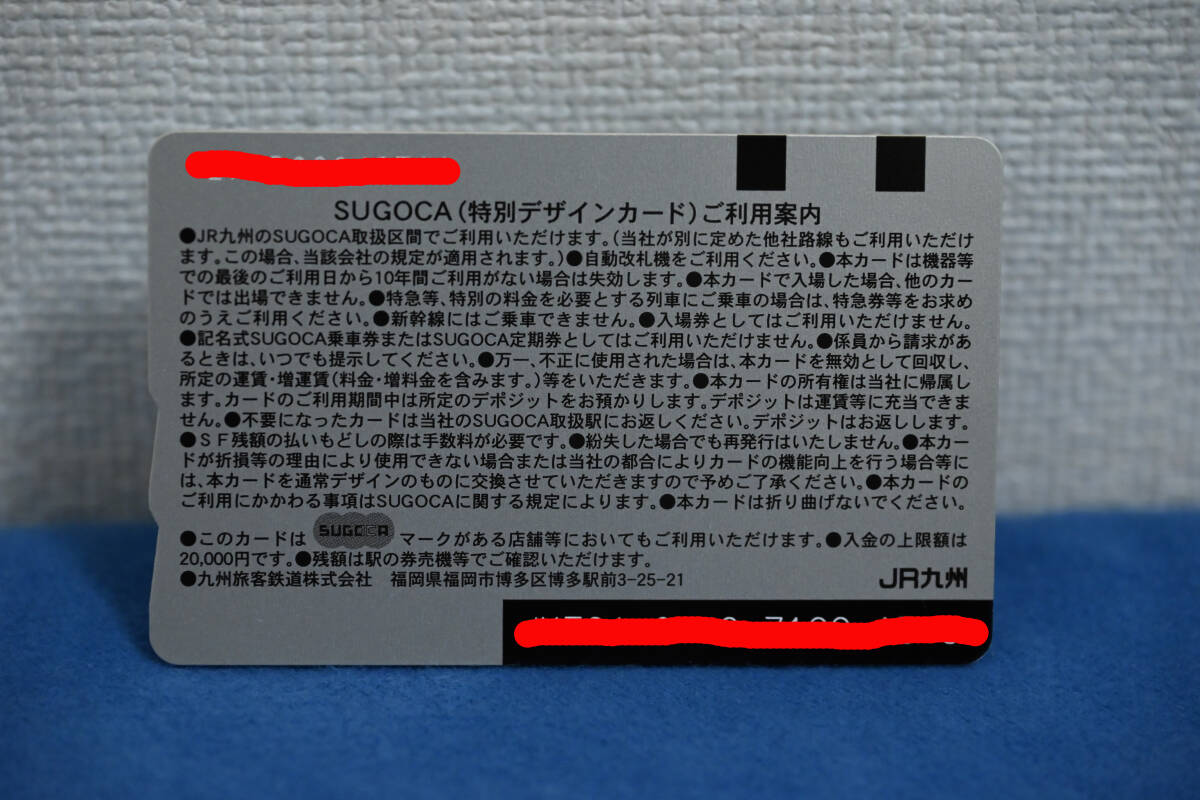 SUGOCA(特別デザインカード)ご利用案内
●JR九州のSUGOCA取扱区間でご利用いただけます。(当社が別に定めた他社路線もご利用いただけ
ます。この場合、当該会社の規定が適用されます。)●自動改札機をご利用ください。●本カードは機器等
での最後のご利用日から10年間ご利用がない場合は失効します。●本カードで入場した場合、他のカー
ドでは出場できません。●特急等、特別の料金を必要とする列車にご乗車の場合は、特急券等をお求め
のうえご利用ください。●新幹線にはご乗車できません。●入場券としてはご利用いただけません。
●記名式SUGOCA乗車券またはSUGOCA定期券としてはご利用いただけません。●係員から請求があ
るときは、いつでも提示してください。●万一、不正に使用された場合は、本カードを無効として回収し、
所定の運賃・増運賃(料金・増料金を含みます。)等をいただきます。●本カードの所有権は当社に帰属し
ます。カードのご利用期間中は所定のデポジットをお預かりします。デポジットは運賃等に充当できま
せん。●不要になったカードは当社のSUGOCA取扱駅にお返しください。デポジットはお返しします。
●SF残額の払いもどしの際は手数料が必要です。●紛失した場合でも再発行はいたしません。●本カー
ドが折損等の理由により使用できない場合または当社の都合によりカードの機能向上を行う場合等に
は、本カードを通常デザインのものに交換させていただきますので予めご了承ください。●本カードの
ご利用にかかわる事項はSUGOCAに関する規定によります。●本カードは折り曲げないでください。
●このカードは SUGOCA マークがある店舗等においてもご利用いただけます。●入金の上限額は
20,000円です。●残額は駅の券売機等でご確認いただけます。
●九州旅客鉄道株式会社 福岡県福岡市博多区博多駅前3-25-21
JR九州